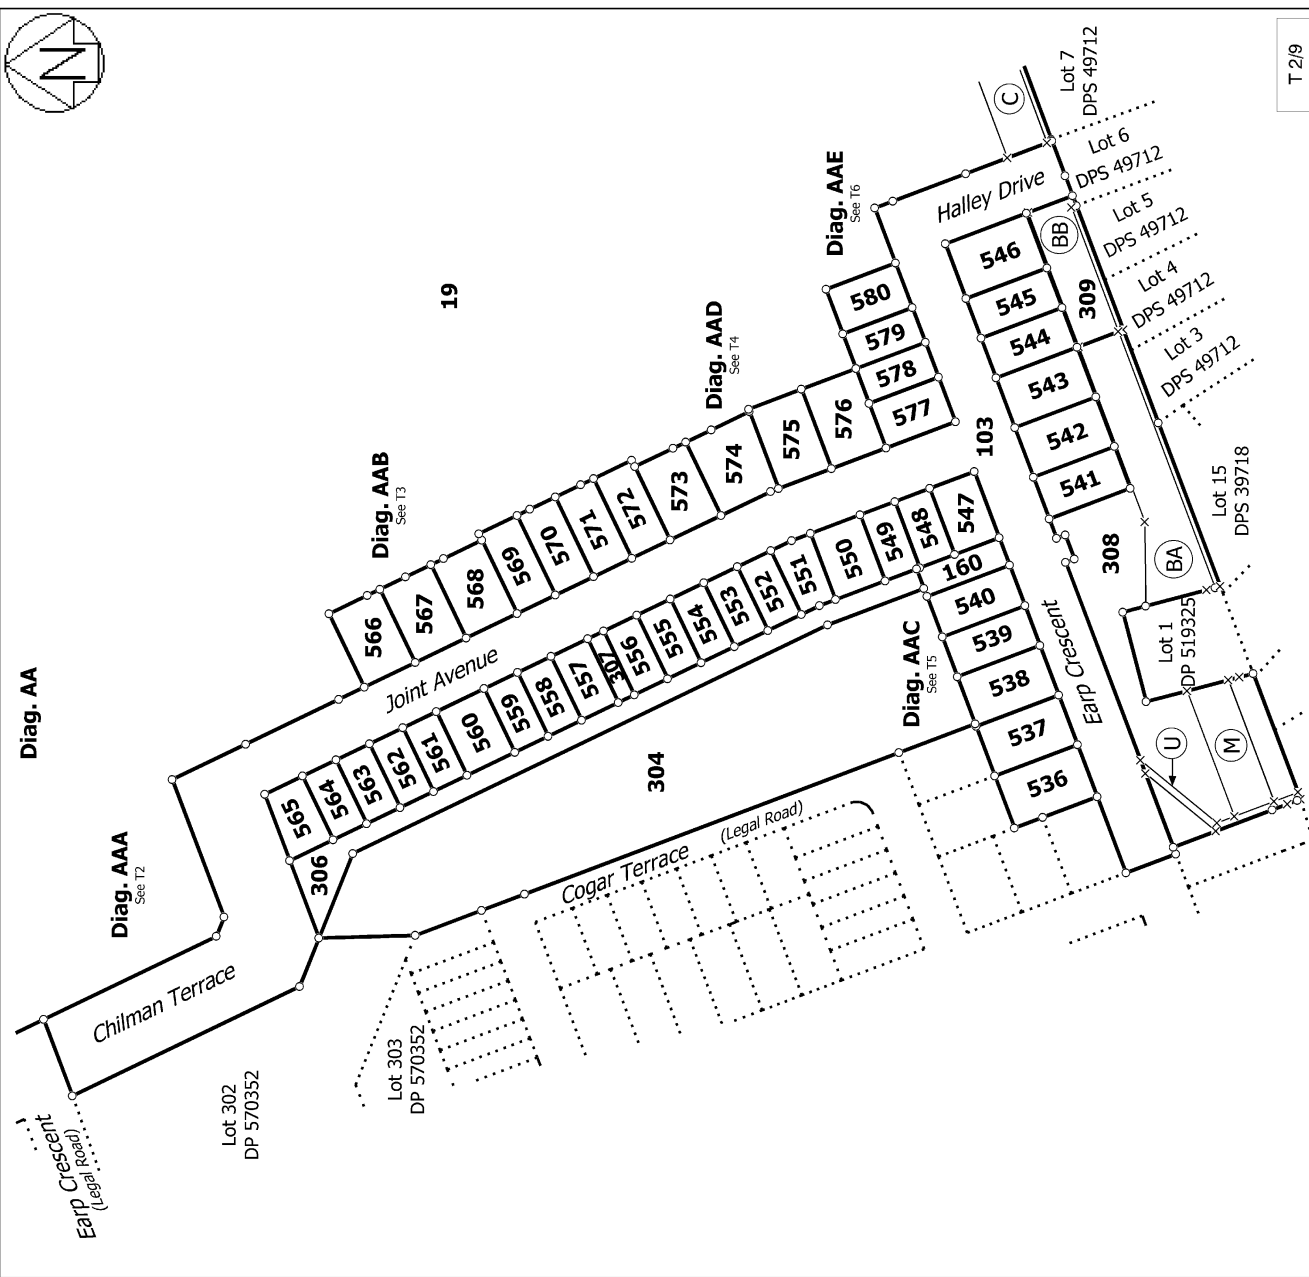 N
T 2/9
Diag. AA
Diag. AAA
See T2
Diag. AAB
See T3
Diag. AAD
See T4
Diag. AAE
See T6
Diag. AAC
See T5
19
Lot 7
DPS 49712
C
Lot 6
DPS 49712
Lot 5
DPS 49712
Lot 4
DPS 49712
Lot 3
DPS 49712
Lot 15
DPS 39718
Halley Drive
BB
309
546
545
544
543
542
541
580
579
578
577
576
575
574
573
572
571
570
569
568
567
566
103
547
548
549
550
551
552
553
554
555
556
307
557
558
559
560
561
562
563
564
565
306
160
540
539
538
537
536
308
BA
Lot 1
DP 519325
U
M
Earp Crescent
Joint Avenue
304
Cogar Terrace
(Legal Road)
Chilman Terrace
Lot 303
DP 570352
Lot 302
DP 570352
Earp Crescent
(Legal Road)